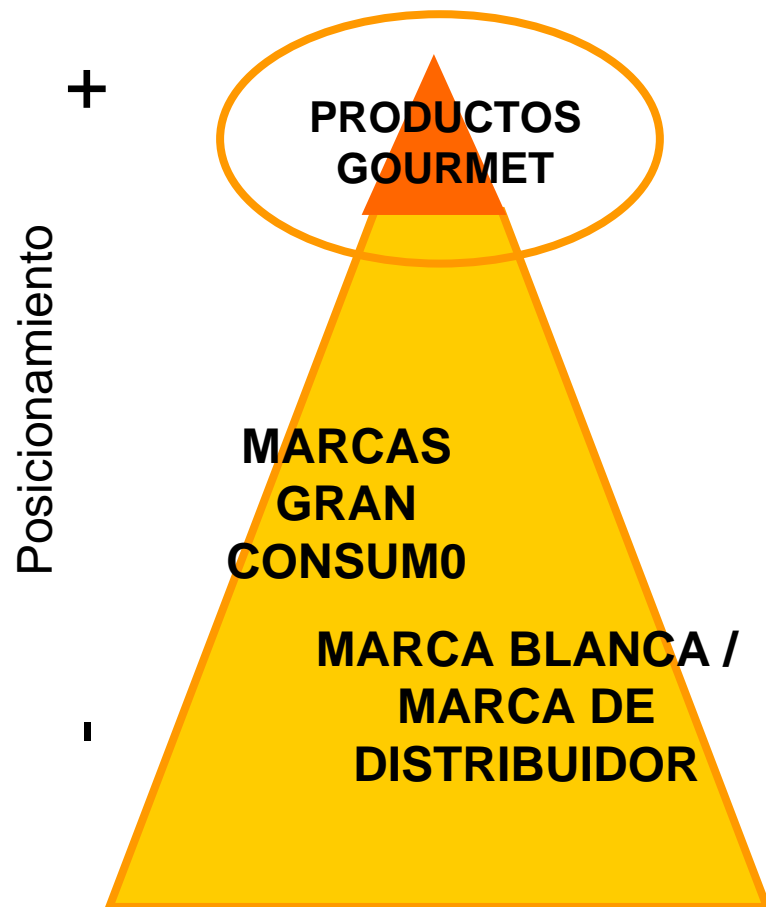 +
PRODUCTOS
GOURMET
Posicionamiento
MARCAS
GRAN
CONSUM0
MARCA BLANCA /
MARCA DE
DISTRIBUIDOR
-